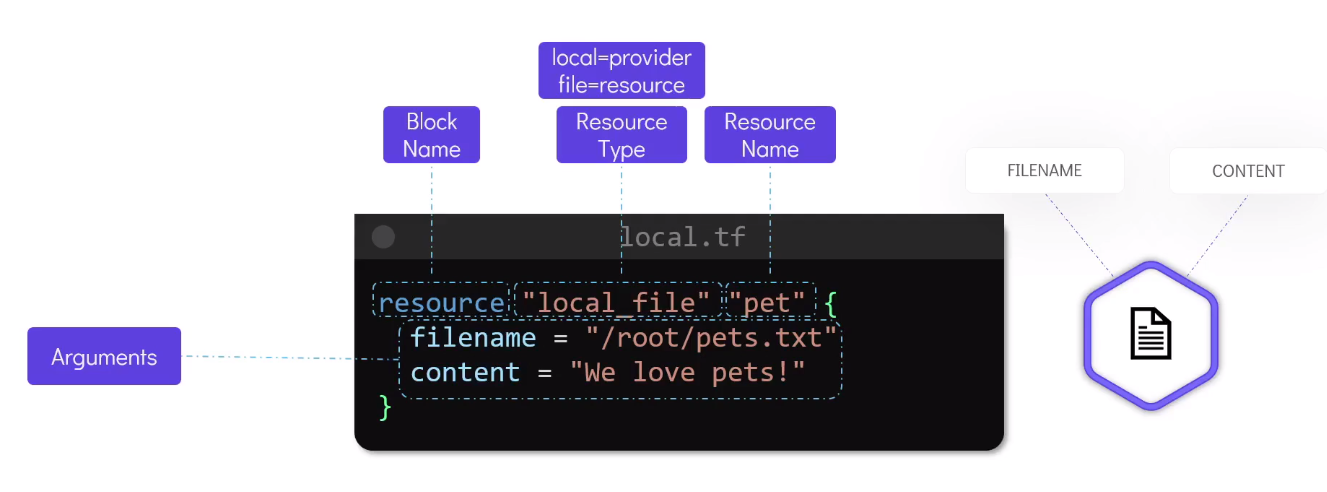 local=provider
file=resource
Block
Name
Resource
Type
Resource
Name
FILENAME
CONTENT
local.tf
resource "local_file" "pet" {
filename = "/root/pets.txt"
Arguments
content = "We love pets!"
}